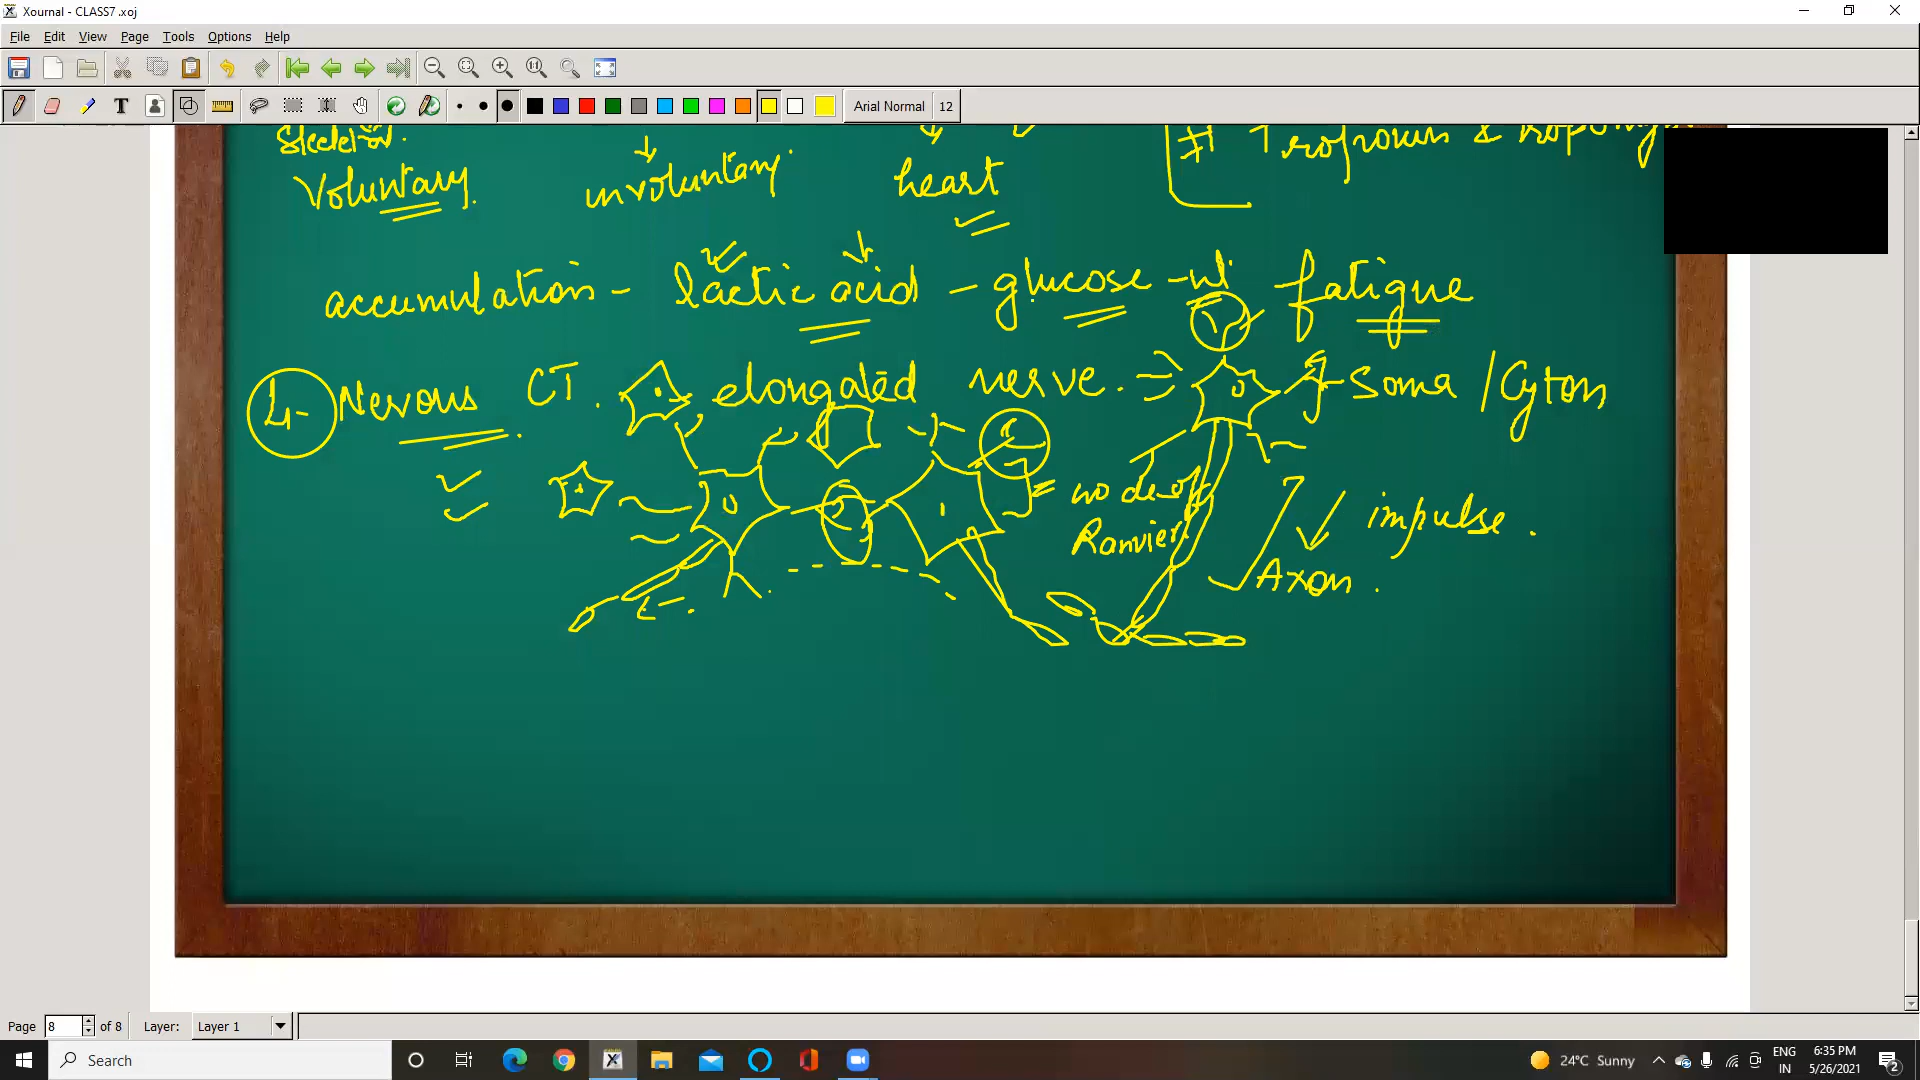 Xournal - CLASS7 .xoj
File Edit View Page Tools Options Help
Arial Normal 12
Skeletal.
Voluntary.
involuntary.
heart
# &
accumulation - lactic acid - glucose - fatigue
4- Nervous CT. elongated nerve. Soma / Cyton
node of
Ranvier
impulse.
Axon.
Page 8 of 8 Layer: Layer 1
Search
24°C Sunny
ENG
IN
6:35 PM
5/26/2021
2